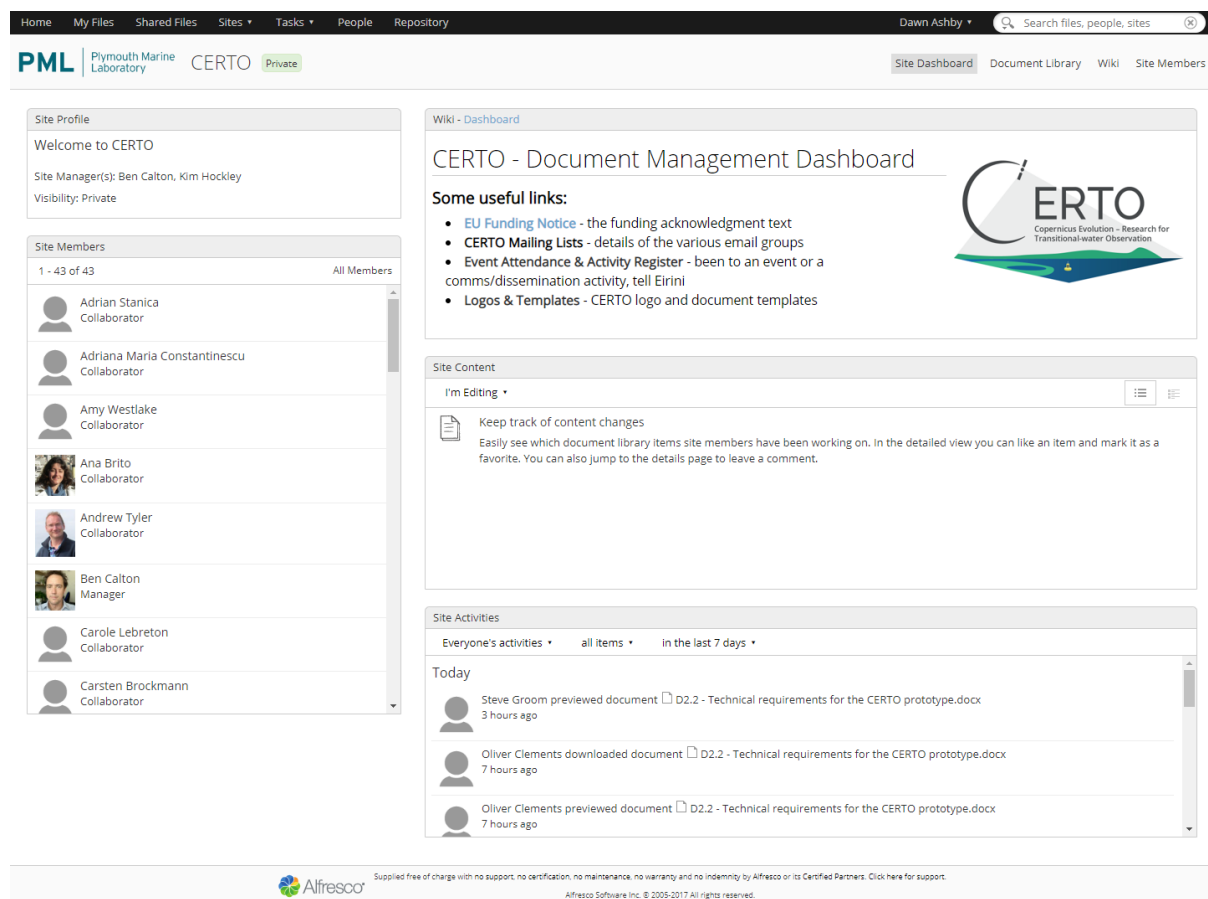 Home My Files Shared Files Sites ▾ Tasks ▾ People Repository Dawn Ashby ▾ Search files, people, sites
PML Plymouth Marine Laboratory CERTO Private Site Dashboard Document Library Wiki Site Members
Site Profile
Welcome to CERTO
Site Manager(s): Ben Calton, Kim Hockley
Visibility: Private
Site Members
1 - 43 of 43 All Members
Adrian Stanica
Collaborator
Adriana Maria Constantinescu
Collaborator
Amy Westlake
Collaborator
Ana Brito
Collaborator
Andrew Tyler
Collaborator
Ben Calton
Manager
Carole Lebreton
Collaborator
Carsten Brockmann
Collaborator
Wiki - Dashboard
CERTO - Document Management Dashboard
Some useful links:
• EU Funding Notice - the funding acknowledgment text
• CERTO Mailing Lists - details of the various email groups
• Event Attendance & Activity Register - been to an event or a
comms/dissemination activity, tell Eirini
• Logos & Templates - CERTO logo and document templates
CERTO
Copernicus Evolution – Research for
Transitional-water Observation
Site Content
I'm Editing ▾
Keep track of content changes
Easily see which document library items site members have been working on. In the detailed view you can like an item and mark it as a
favorite. You can also jump to the details page to leave a comment.
Site Activities
Everyone's activities ▾ all items ▾ in the last 7 days ▾
Today
Steve Groom previewed document D2.2 - Technical requirements for the CERTO prototype.docx
3 hours ago
Oliver Clements downloaded document D2.2 - Technical requirements for the CERTO prototype.docx
7 hours ago
Oliver Clements previewed document D2.2 - Technical requirements for the CERTO prototype.docx
7 hours ago
Alfresco
Supplied free of charge with no support, no certification, no maintenance, no warranty and no indemnity by Alfresco or its Certified Partners. Click here for support.
Alfresco Software Inc. © 2005-2017 All rights reserved.